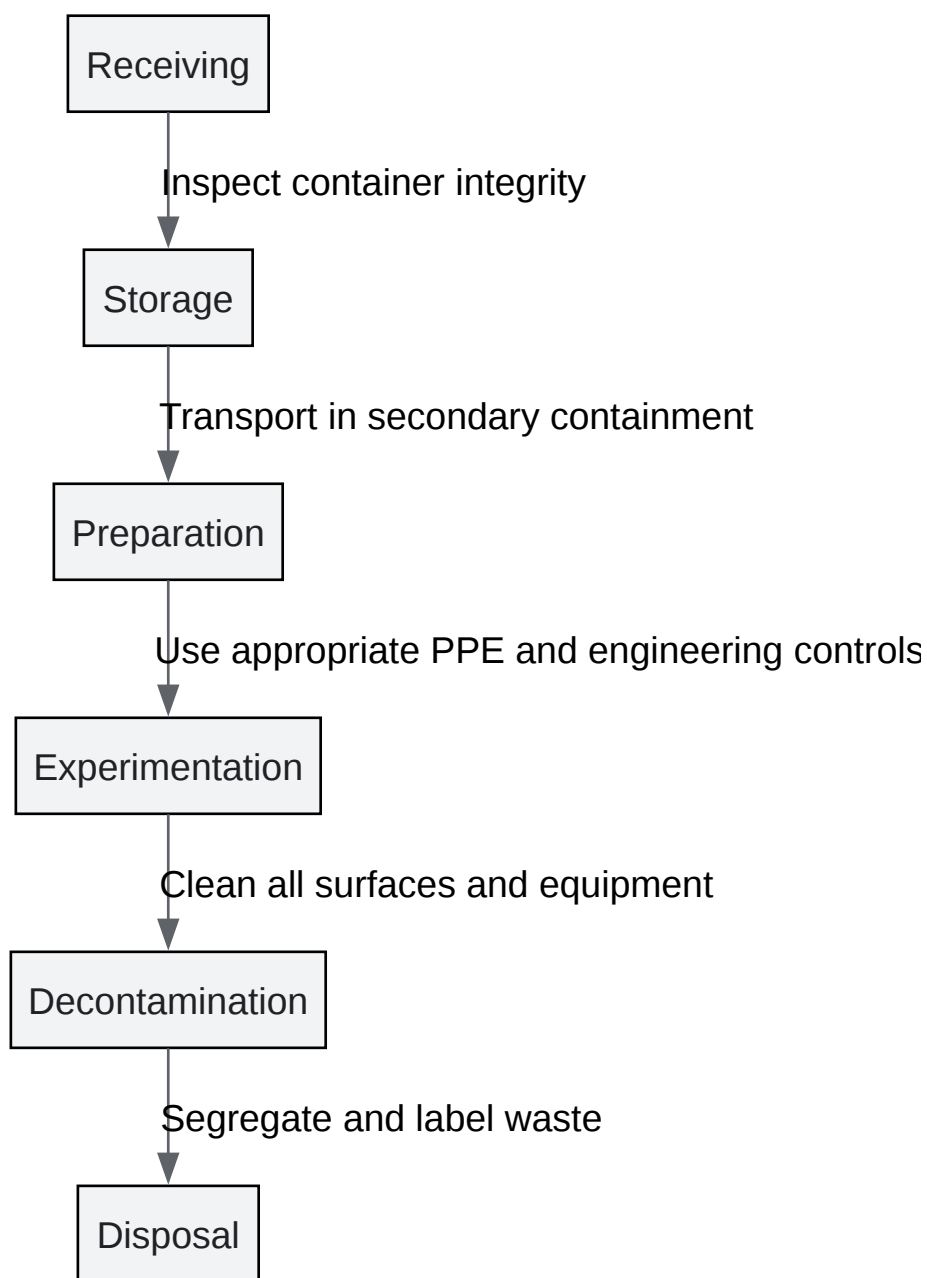 Receiving
Inspect container integrity
Storage
Transport in secondary containment
Preparation
Use appropriate PPE and engineering controls
Experimentation
Clean all surfaces and equipment
Decontamination
Segregate and label waste
Disposal